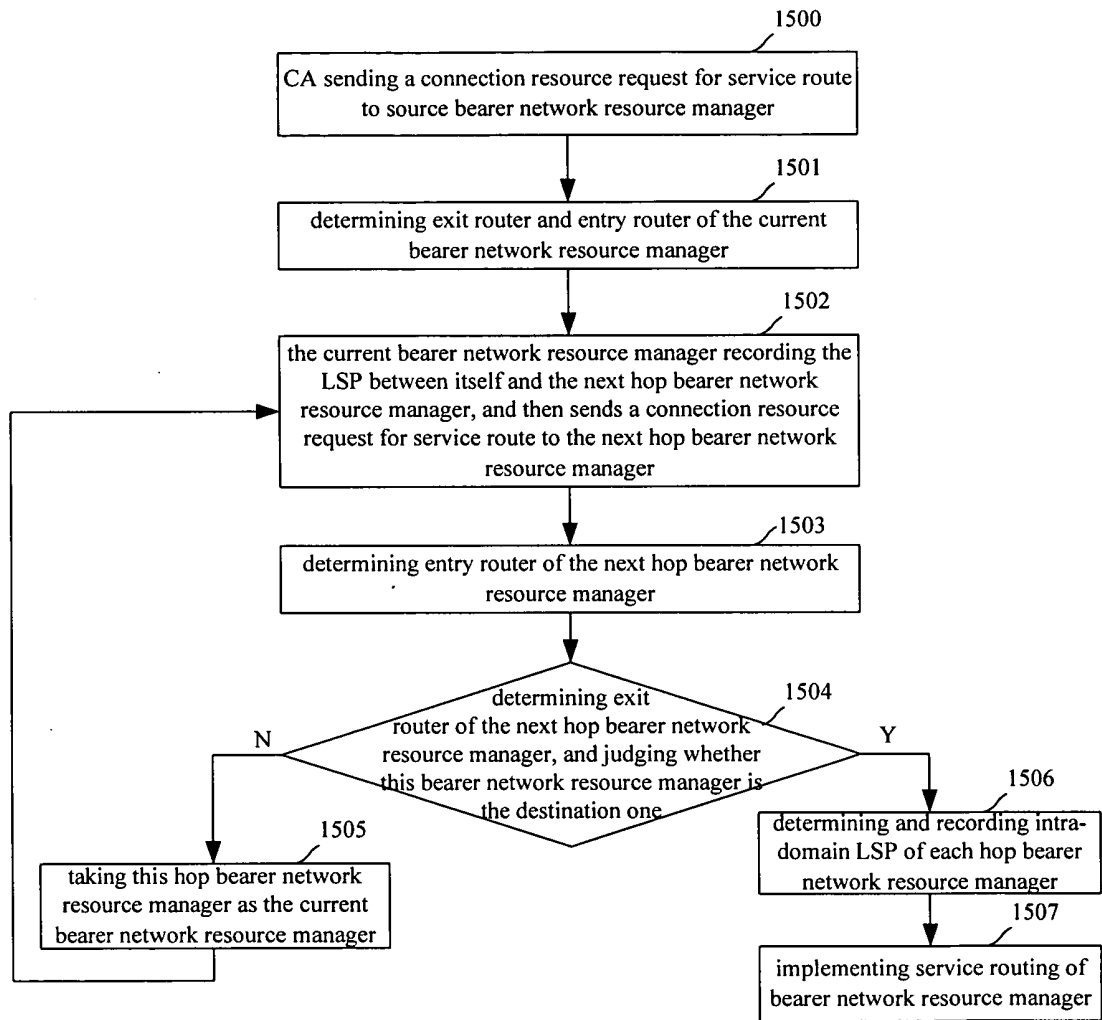 1500
CA sending a connection resource request for service route
to source bearer network resource manager
1501
determining exit router and entry router of the current
bearer network resource manager
1502
the current bearer network resource manager recording the
LSP between itself and the next hop bearer network
resource manager, and then sends a connection resource
request for service route to the next hop bearer network
resource manager
1503
determining entry router of the next hop bearer network
resource manager
1504
determining exit
router of the next hop bearer network
resource manager, and judging whether
this bearer network resource manager is
the destination one
N
Y
1505
taking this hop bearer network
resource manager as the current
bearer network resource manager
1506
determining and recording intra-
domain LSP of each hop bearer
network resource manager
1507
implementing service routing of
bearer network resource manager